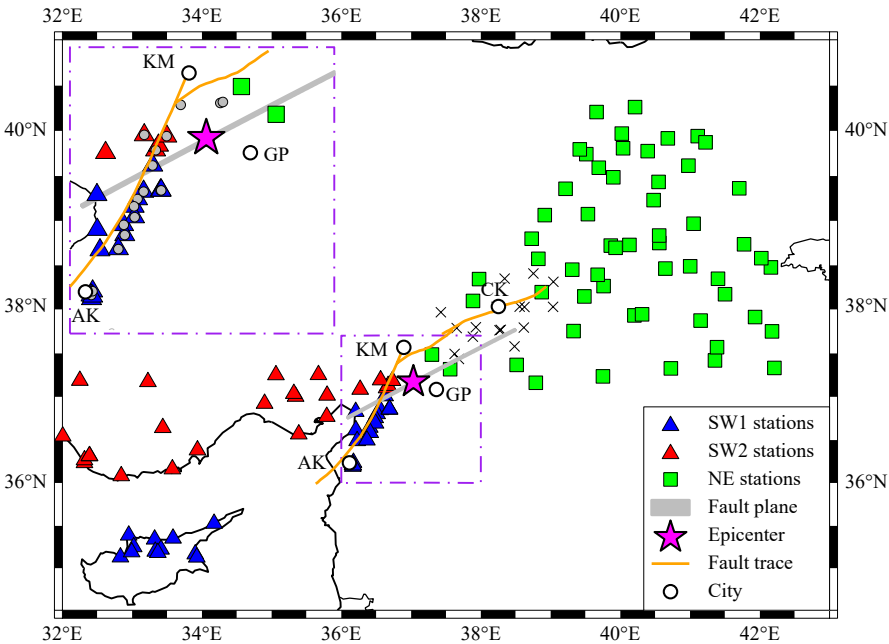 32°E 34°E 36°E 38°E 40°E 42°E
KM
GP
AK
40°N 40°N
38°N 38°N
CK
KM
GP
AK
36°N 36°N
SW1 stations
SW2 stations
NE stations
Fault plane
Epicenter
Fault trace
City
32°E 34°E 36°E 38°E 40°E 42°E